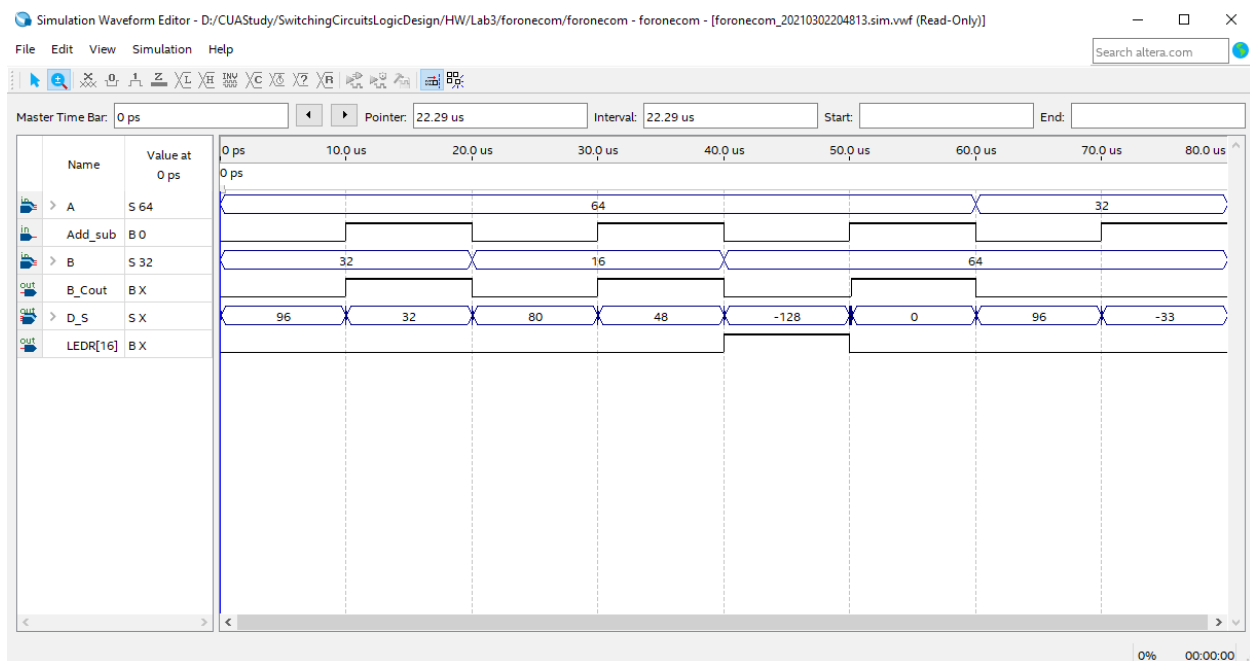 Simulation Waveform Editor - D:/CUAStudy/SwitchingCircuitsLogicDesign/HW/Lab3/foronecom/foronecom - foronecom - [foronecom_20210302204813.sim.vwf (Read-Only)]
File Edit View Simulation Help
Search altera.com
Master Time Bar: 0 ps Pointer: 22.29 us Interval: 22.29 us Start: End:
Name Value at 0 ps
0 ps 10.0 us 20.0 us 30.0 us 40.0 us 50.0 us 60.0 us 70.0 us 80.0 us
0 ps
A S 64 64 32
Add_sub B 0
B S 32 32 16 64
B_Cout B X
D_S S X 96 32 80 48 -128 0 96 -33
LEDR[16] B X
0% 00:00:00